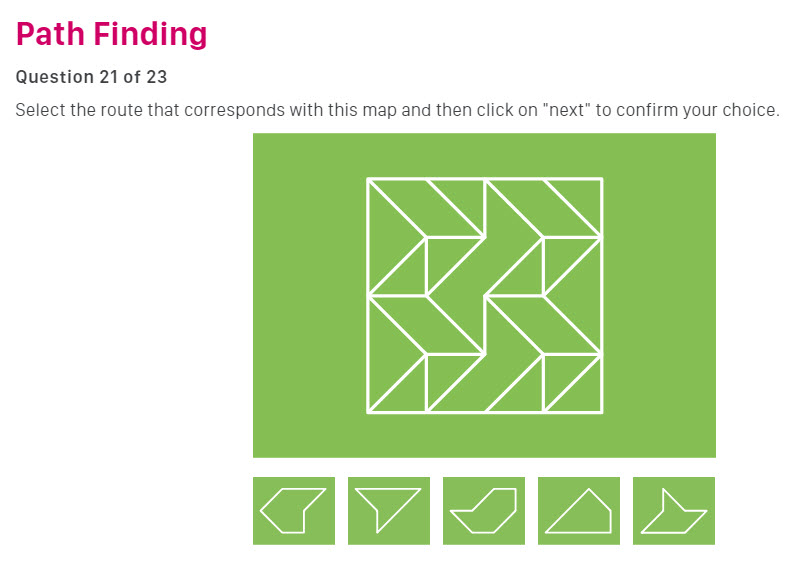 Path Finding
Question 21 of 23
Select the route that corresponds with this map and then click on "next" to confirm your choice.